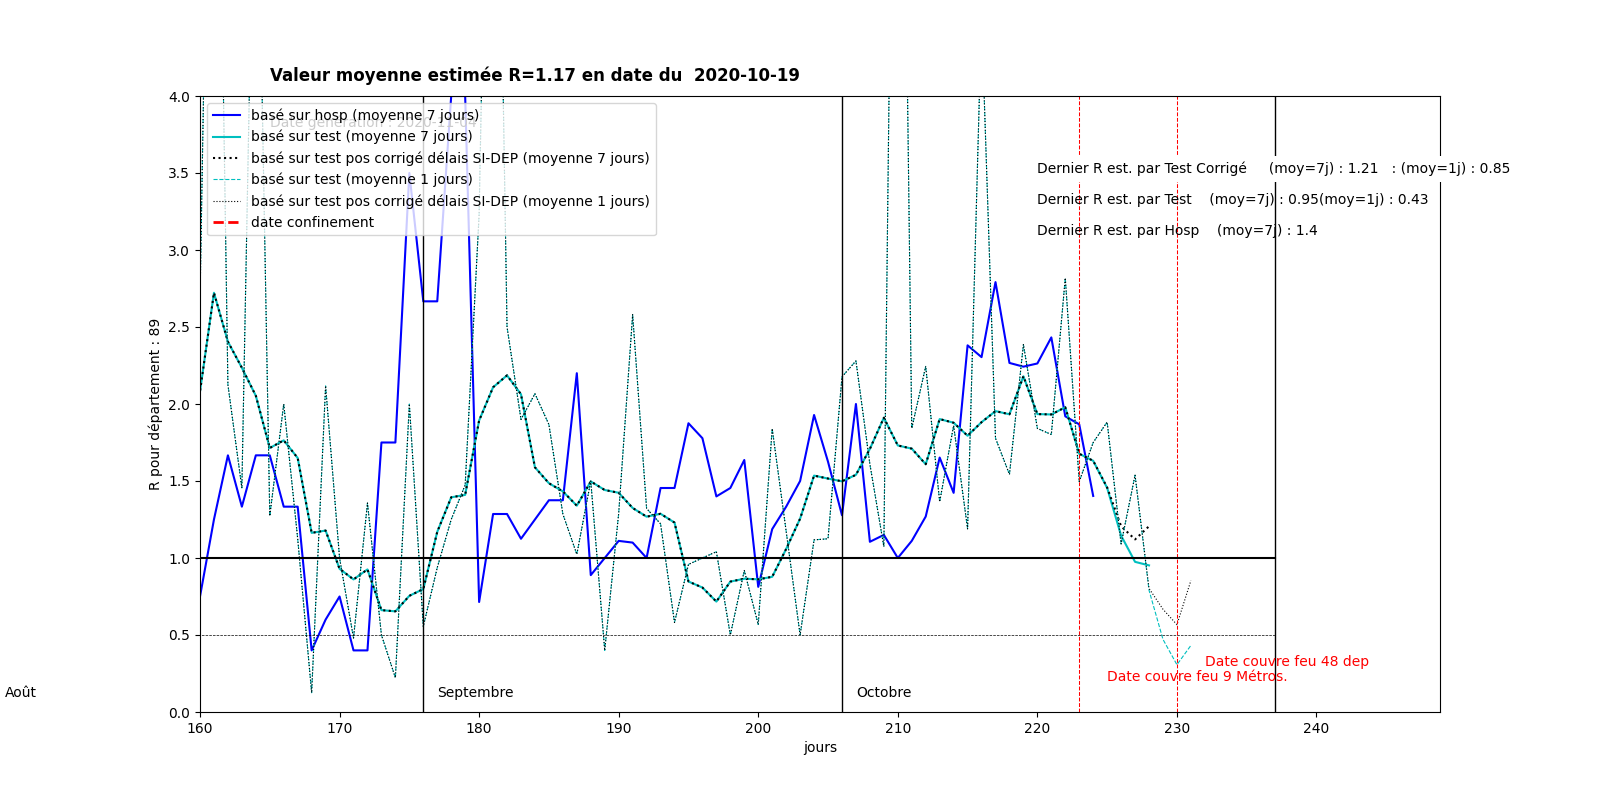 Valeur moyenne estimée R=1.17 en date du  2020-10-19
4.0
3.5
3.0
2.5
2.0
1.5
1.0
0.5
0.0
R pour département : 89
basé sur hosp (moyenne 7 jours)
Date génération : 2020-
basé sur test (moyenne 7 jours)
basé sur test pos corrigé délais SI-DEP (moyenne 7 jours)
basé sur test (moyenne 1 jours)
basé sur test pos corrigé délais SI-DEP (moyenne 1 jours)
date confinement
Dernier R est. par Test Corrigé     (moy=7j) : 1.21   : (moy=1j) : 0.85
Dernier R est. par Test    (moy=7j) : 0.95(moy=1j) : 0.43
Dernier R est. par Hosp    (moy=7j) : 1.4
Date couvre feu 48 dep
Date couvre feu 9 Métros.
Août
Septembre
Octobre
160 170 180 190 200 210 220 230 240
jours